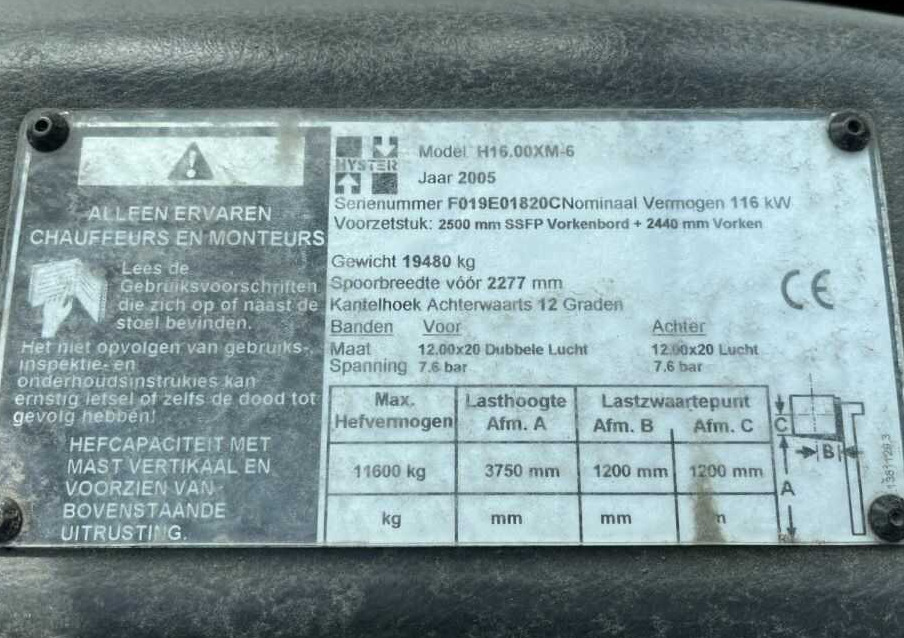 ALLEEN ERVAREN
CHAUFFEURS EN MONTEURS
Lees de
Gebruiksvoorschriften
die zich op of naast de
stoel bevinden.
Het niet opvolgen van gebruiks-,
inspektie- en
onderhoudsinstrukies kan
ernstig letsel of zelfs de dood tot
gevolg hebben!
HEFCAPACITEIT MET
MAST VERTIKAAL EN
VOORZIEN VAN
BOVENSTAANDE
UITRUSTING.
HYSTER
Model H16.00XM-6
Jaar 2005
Serienummer F019E01820C Nominaal Vermogen 116 kW
Voorzetstuk: 2500 mm SSFP Vorkenbord + 2440 mm Vorken
Gewicht 19480 kg
Spoorbreedte vóór 2277 mm
Kantelhoek Achterwaarts 12 Graden
CE
Banden Voor Achter
Maat 12.00x20 Dubbele Lucht 12.00x20 Lucht
Spanning 7.6 bar 7.6 bar
Max. Lasthoogte Lastzwaartepunt
Hefvermogen Afm. A Afm. B Afm. C
11600 kg 3750 mm 1200 mm 1200 mm
kg mm mm
C
B
A